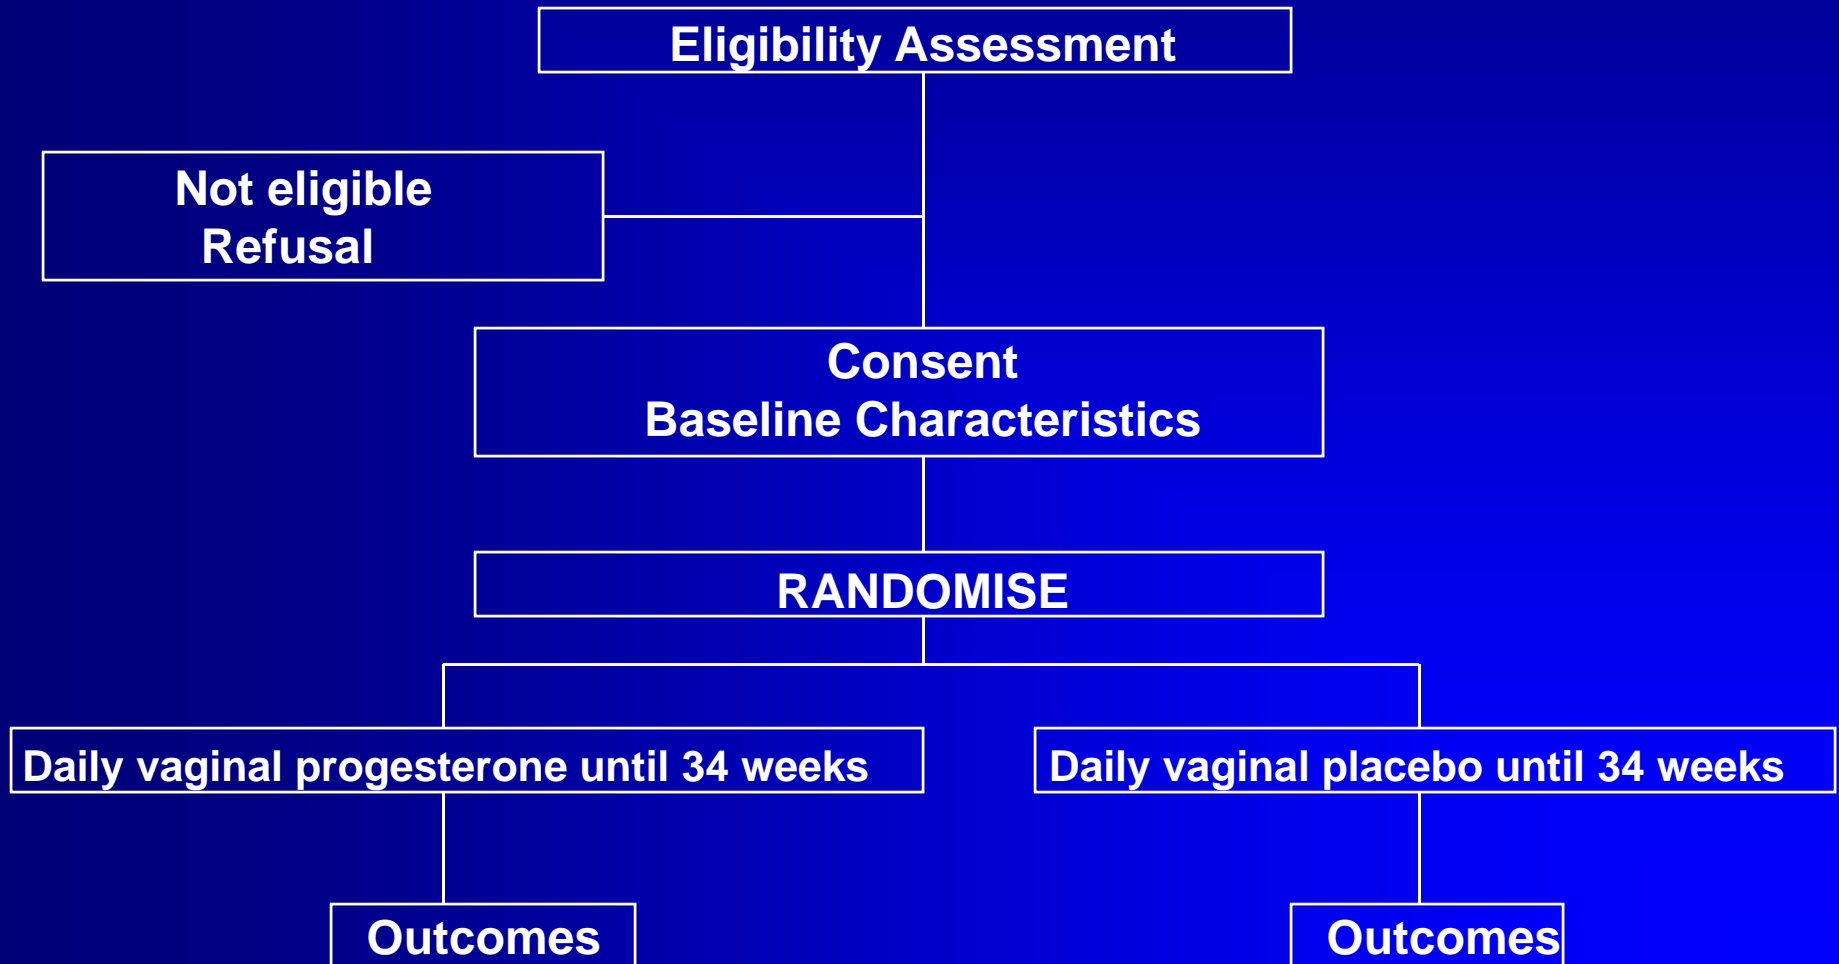 Eligibility Assessment
Not eligible
Refusal
Consent
Baseline Characteristics
RANDOMISE
Daily vaginal progesterone until 34 weeks
Daily vaginal placebo until 34 weeks
Outcomes
Outcomes